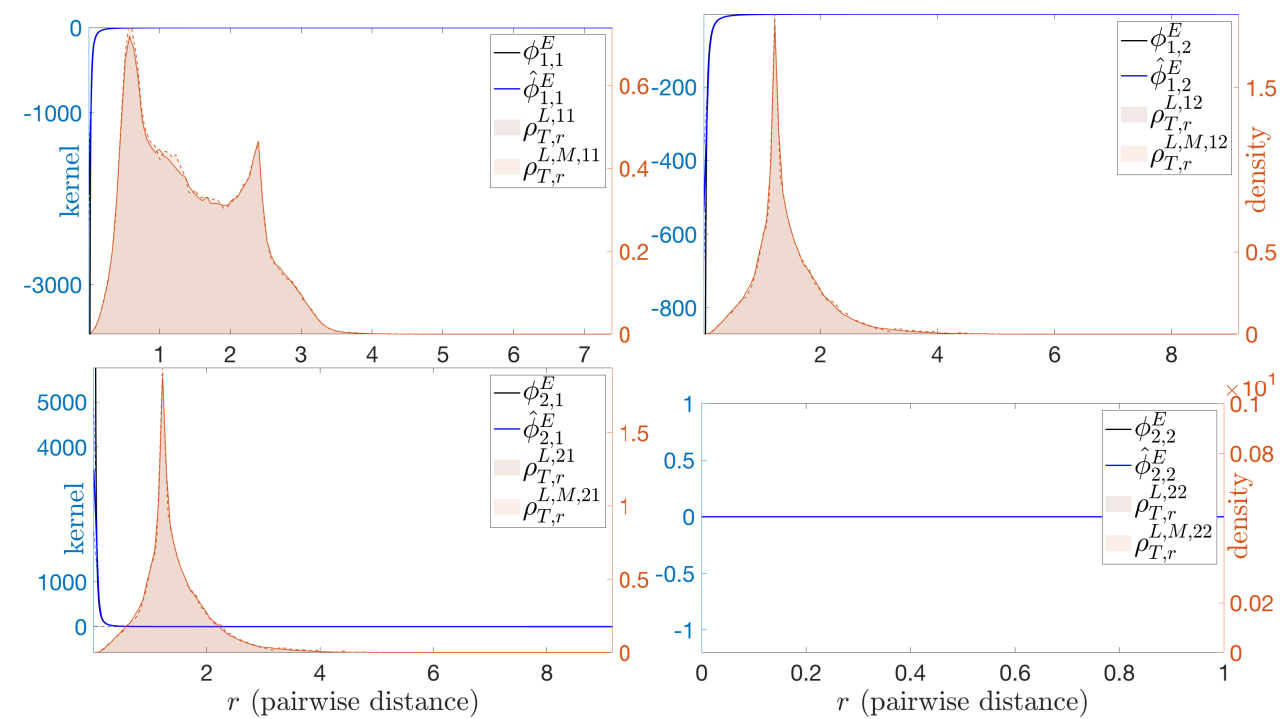 0
-1000
-3000
kernel
0.6
0.4
0.2
0
1 2 3 4 5 6 7
ϕ^E_{1,1}
ϕ̂^E_{1,1}
ρ^{L,11}_{T,r}
ρ^{L,M,11}_{T,r}
-200
-400
-600
-800
1.5
0.5
0
density
2 4 6 8
ϕ^E_{1,2}
ϕ̂^E_{1,2}
ρ^{L,12}_{T,r}
ρ^{L,M,12}_{T,r}
5000
4000
1000
0
kernel
1.5
1
0.5
0
2 4 6 8
r (pairwise distance)
ϕ^E_{2,1}
ϕ̂^E_{2,1}
ρ^{L,21}_{T,r}
ρ^{L,M,21}_{T,r}
1
0.5
0
-0.5
-1
×10^1
0.1
0.08
0.02
0
density
0 0.2 0.4 0.6 0.8 1
r (pairwise distance)
ϕ^E_{2,2}
ϕ̂^E_{2,2}
ρ^{L,22}_{T,r}
ρ^{L,M,22}_{T,r}